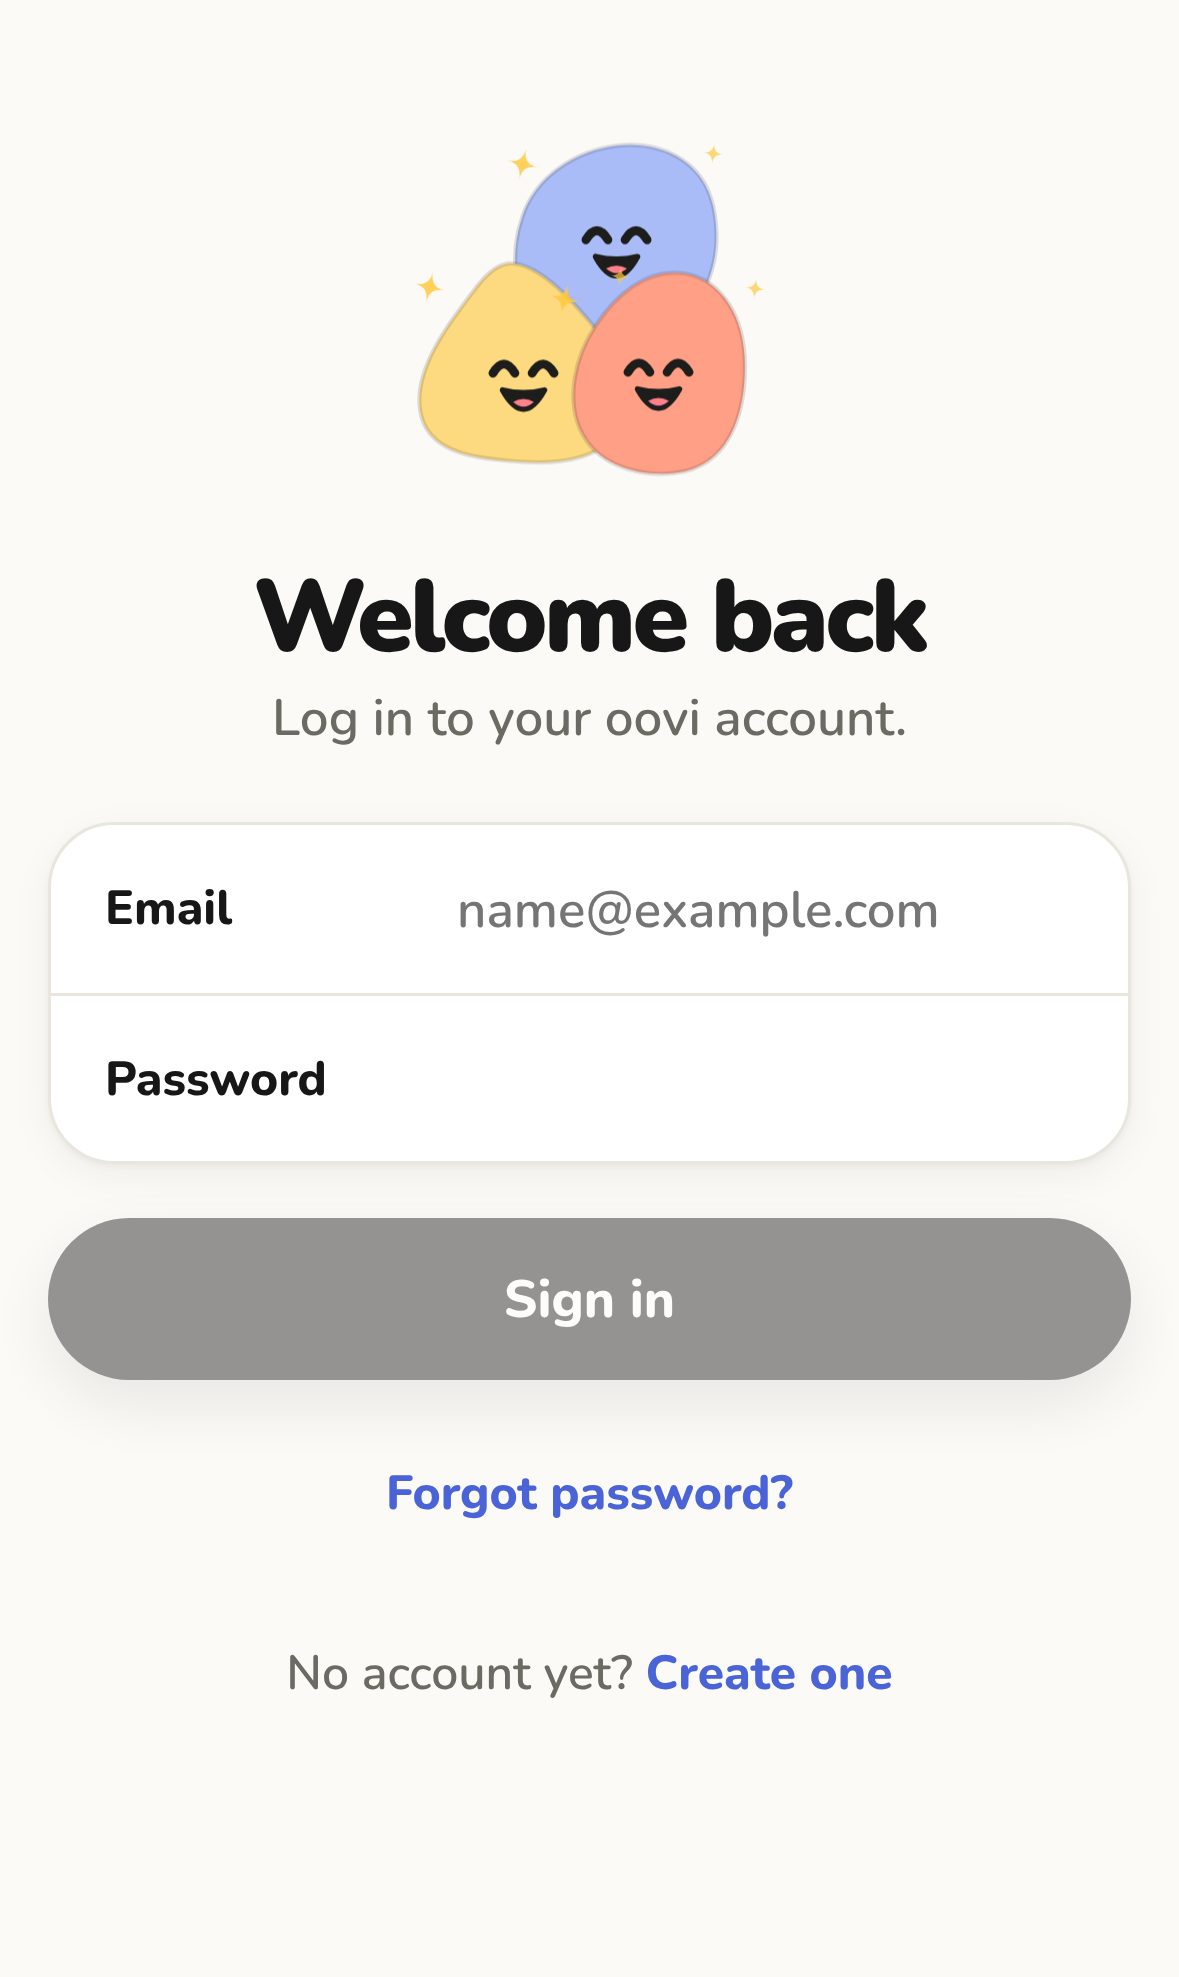 Welcome back
Log in to your oovi account.
Email name@example.com
Password
Sign in
Forgot password?
No account yet? Create one